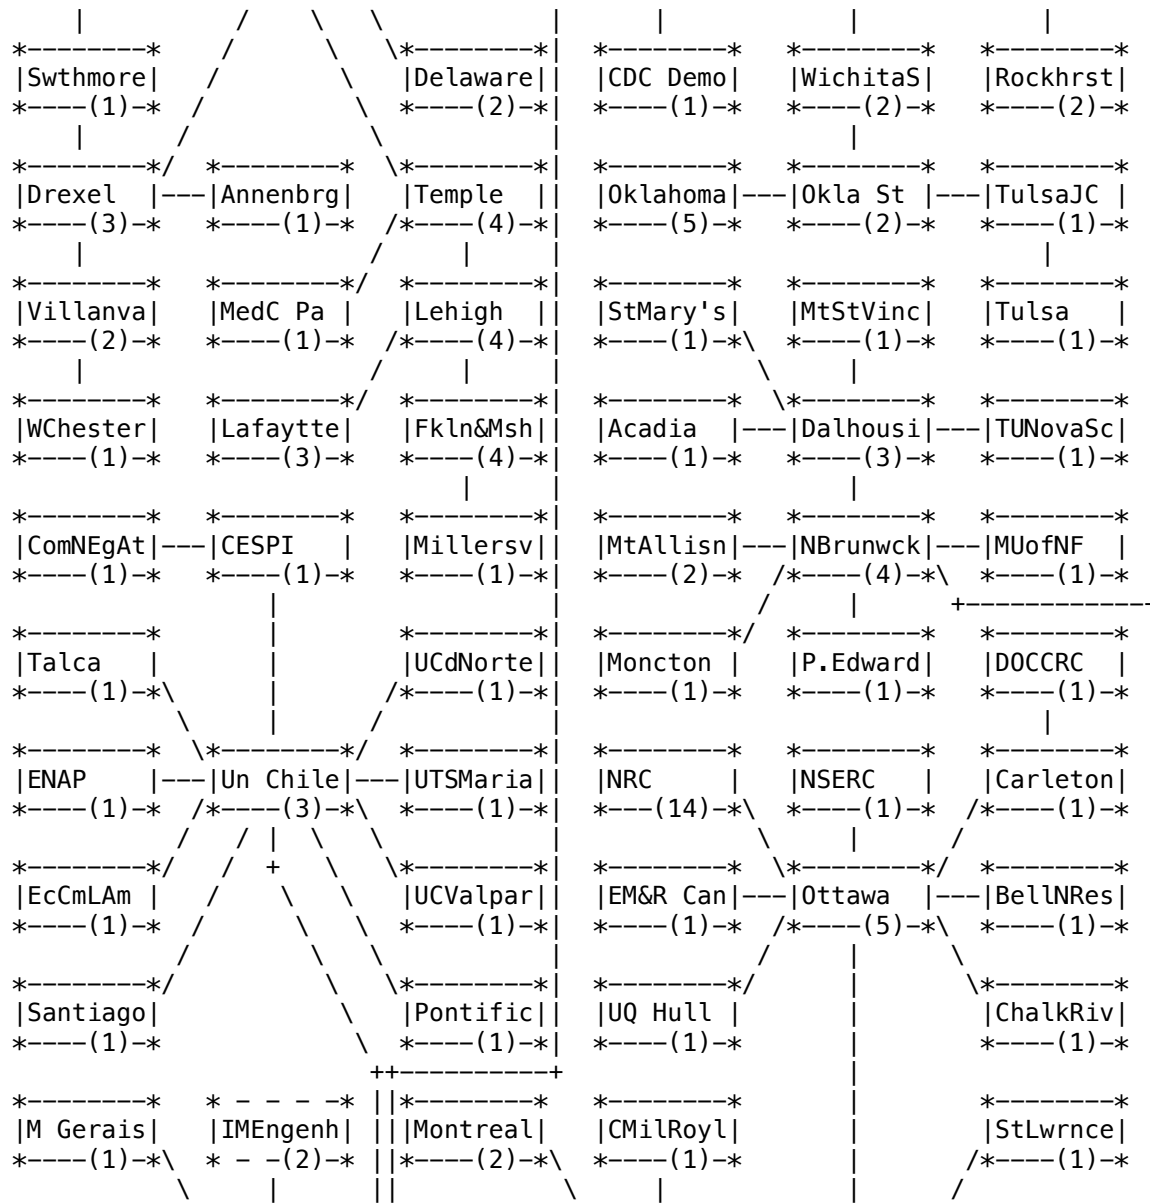 |          /    \   \          |      |            |            |
 *--------*    /      \   \*--------*|  *--------*   *--------*   *--------*
 |Swthmore|   /        \   |Delaware||  |CDC Demo|   |WichitaS|   |Rockhrst|
 *----(1)-*  /          \  *----(2)-*|  *----(1)-*   *----(2)-*   *----(2)-*
     |      /            \           |                   |
 *--------*/  *--------*  \*--------*|  *--------*   *--------*   *--------*
 |Drexel  |---|Annenbrg|   |Temple  ||  |Oklahoma|---|Okla St |---|TulsaJC |
 *----(3)-*   *----(1)-*  /*----(4)-*|  *----(5)-*   *----(2)-*   *----(1)-*
     |                   /     |     |                                |
 *--------*   *--------*/  *--------*|  *--------*   *--------*   *--------*
 |Villanva|   |MedC Pa |   |Lehigh  ||  |StMary's|   |MtStVinc|   |Tulsa   |
 *----(2)-*   *----(1)-*  /*----(4)-*|  *----(1)-*\  *----(1)-*   *----(1)-*
     |                   /     |     |             \     |
 *--------*   *--------*/  *--------*|  *--------*  \*--------*   *--------*
 |WChester|   |Lafaytte|   |Fkln&Msh||  |Acadia  |---|Dalhousi|---|TUNovaSc|
 *----(1)-*   *----(3)-*   *----(4)-*|  *----(1)-*   *----(3)-*   *----(1)-*
                               |     |                   |
 *--------*   *--------*   *--------*|  *--------*   *--------*   *--------*
 |ComNEgAt|---|CESPI   |   |Millersv||  |MtAllisn|---|NBrunwck|---|MUofNF  |
 *----(1)-*   *----(1)-*   *----(1)-*|  *----(2)-*  /*----(4)-*\  *----(1)-*
                  |                  |             /     |      +------------
 *--------*       |        *--------*|  *--------*/  *--------*   *--------*
 |Talca   |       |        |UCdNorte||  |Moncton |   |P.Edward|   |DOCCRC  |
 *----(1)-*\      |       /*----(1)-*|  *----(1)-*   *----(1)-*   *----(1)-*
            \     |      /           |                                |
 *--------*  \*--------*/  *--------*|  *--------*   *--------*   *--------*
 |ENAP    |---|Un Chile|---|UTSMaria||  |NRC     |   |NSERC   |   |Carleton|
 *----(1)-*  /*----(3)-*\  *----(1)-*|  *---(14)-*\  *----(1)-*  /*----(1)-*
            /  / |  \  \             |             \     |      /
 *--------*/  /  +   \  \  *--------*|  *--------*  \*--------*/  *--------*
 |EcCmLAm |  /    \   \    |UCValpar||  |EM&R Can|---|Ottawa  |---|BellNRes|
 *----(1)-* /      \   \   *----(1)-*|  *----(1)-*  /*----(5)-*\  *----(1)-*
           /        \   \            |             /     |      \
 *--------*/         \   \*--------*|  *--------*/       |       \*--------*
 |Santiago|           \   |Pontific||  |UQ Hull |        |        |ChalkRiv|
 *----(1)-*            \  *----(1)-*|  *----(1)-*        |        *----(1)-*
                        ++----------+                    |
 *--------*   * - - - -* ||*--------*   *--------*       |        *--------*
 |M Gerais|   |IMEngenh| |||Montreal|   |CMilRoyl|       |        |StLwrnce|
 *----(1)-*\  * - -(2)-* ||*----(2)-*\  *----(1)-*       |       /*----(1)-*
            \     |      ||           \     |            |      /